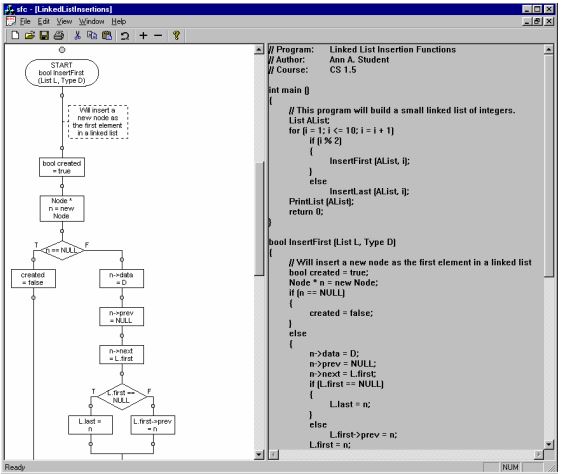 sfc - [LinkedListInsertions]
File Edit View Window Help
START
bool InsertFirst
(List L, Type D)
Will insert a
new node as
the first element
in a linked list
bool created
= true
Node *
n = new
Node
T
n == NULL
F
created
= false
n->data
= D
n->prev
= NULL
n->next
= L.first
T
L.first ==
NULL
F
L.last =
n
L.first->prev
= n
// Program: Linked List Insertion Functions
// Author: Ann A. Student
// Course: CS 1.5
int main ()
{
// This program will build a small linked list of integers.
List AList;
for (i = 1; i <= 10; i = i + 1)
if (i % 2)
{
InsertFirst (AList, i);
}
else
InsertLast (AList, i);
PrintList (AList);
return 0;
}
bool InsertFirst (List L, Type D)
{
// Will insert a new node as the first element in a linked list
bool created = true;
Node * n = new Node;
if (n == NULL)
{
created = false;
}
else
{
n->data = D;
n->prev = NULL;
n->next = L.first;
if (L.first == NULL)
{
L.last = n;
}
else
L.first->prev = n;
L.first = n;
Ready
NUM